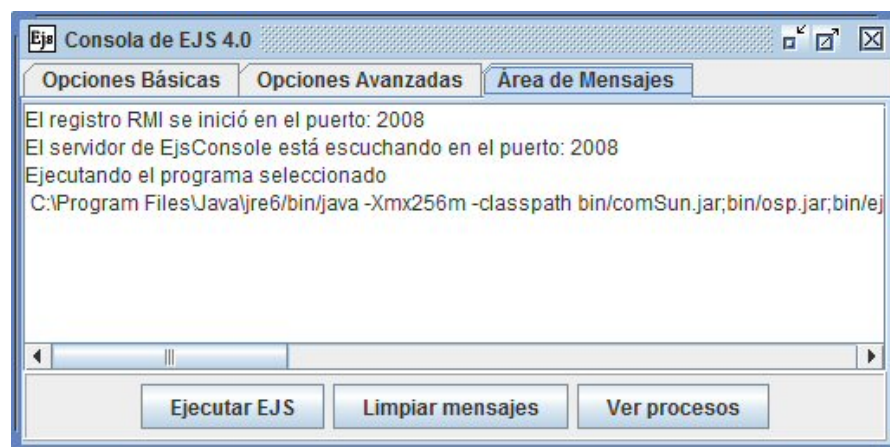 Ejs Consola de EJS 4.0
Opciones Básicas Opciones Avanzadas Área de Mensajes
El registro RMI se inició en el puerto: 2008
El servidor de EjsConsole está escuchando en el puerto: 2008
Ejecutando el programa seleccionado
C:\Program Files\Java\jre6/bin/java -Xmx256m -classpath bin/comSun.jar;bin/osp.jar;bin/ej
Ejecutar EJS Limpiar mensajes Ver procesos